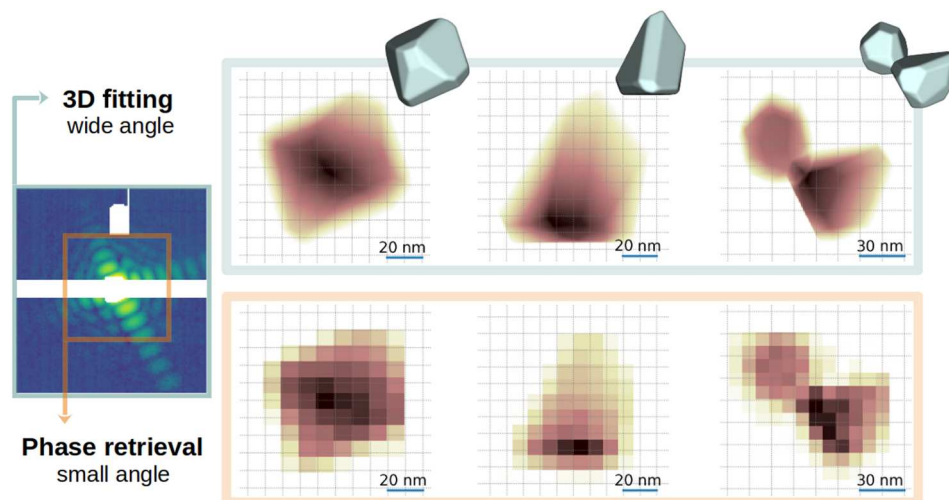 3D fitting
wide angle
20 nm
20 nm
30 nm
Phase retrieval
small angle
20 nm
20 nm
30 nm